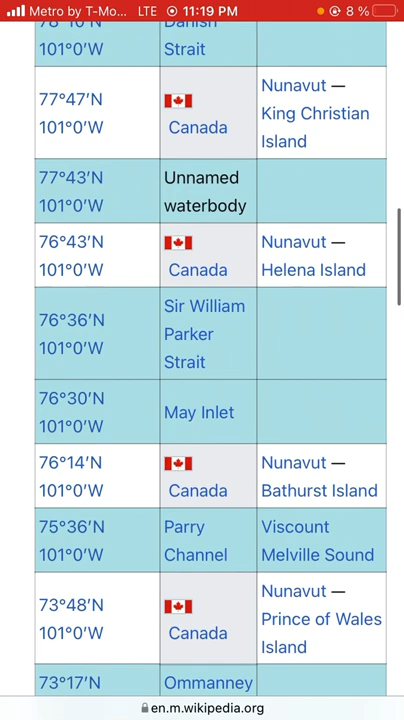 Metro by T-Mo... LTE 11:19 PM 8 %
78°10′N Danish
101°0′W Strait
77°47′N
101°0′W
Canada
Nunavut —
King Christian
Island
77°43′N
101°0′W
Unnamed
waterbody
76°43′N
101°0′W
Canada
Nunavut —
Helena Island
76°36′N
101°0′W
Sir William
Parker
Strait
76°30′N
101°0′W
May Inlet
76°14′N
101°0′W
Canada
Nunavut —
Bathurst Island
75°36′N
101°0′W
Parry
Channel
Viscount
Melville Sound
73°48′N
101°0′W
Canada
Nunavut —
Prince of Wales
Island
73°17′N
Ommanney
en.m.wikipedia.org